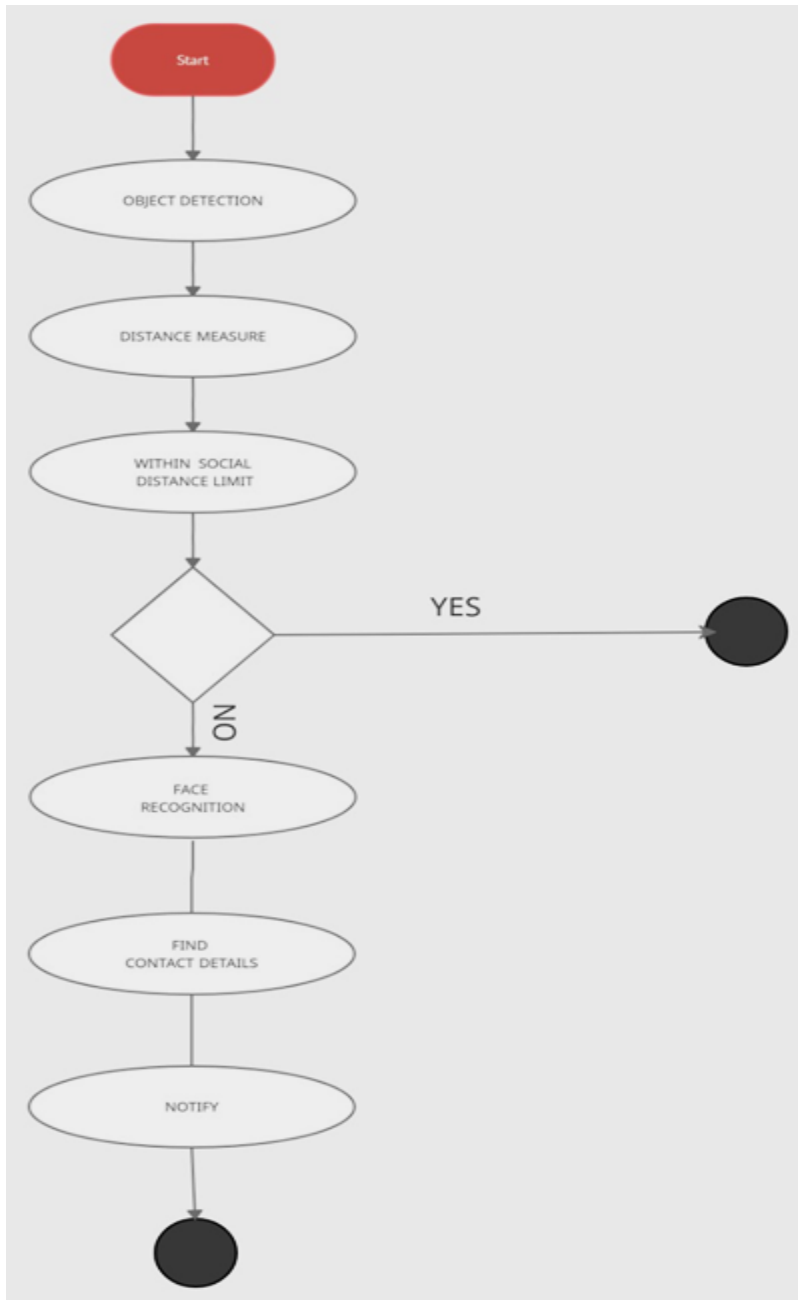 Start
OBJECT DETECTION
DISTANCE MEASURE
WITHIN SOCIAL
DISTANCE LIMIT
YES
NO
FACE
RECOGNITION
FIND
CONTACT DETAILS
NOTIFY